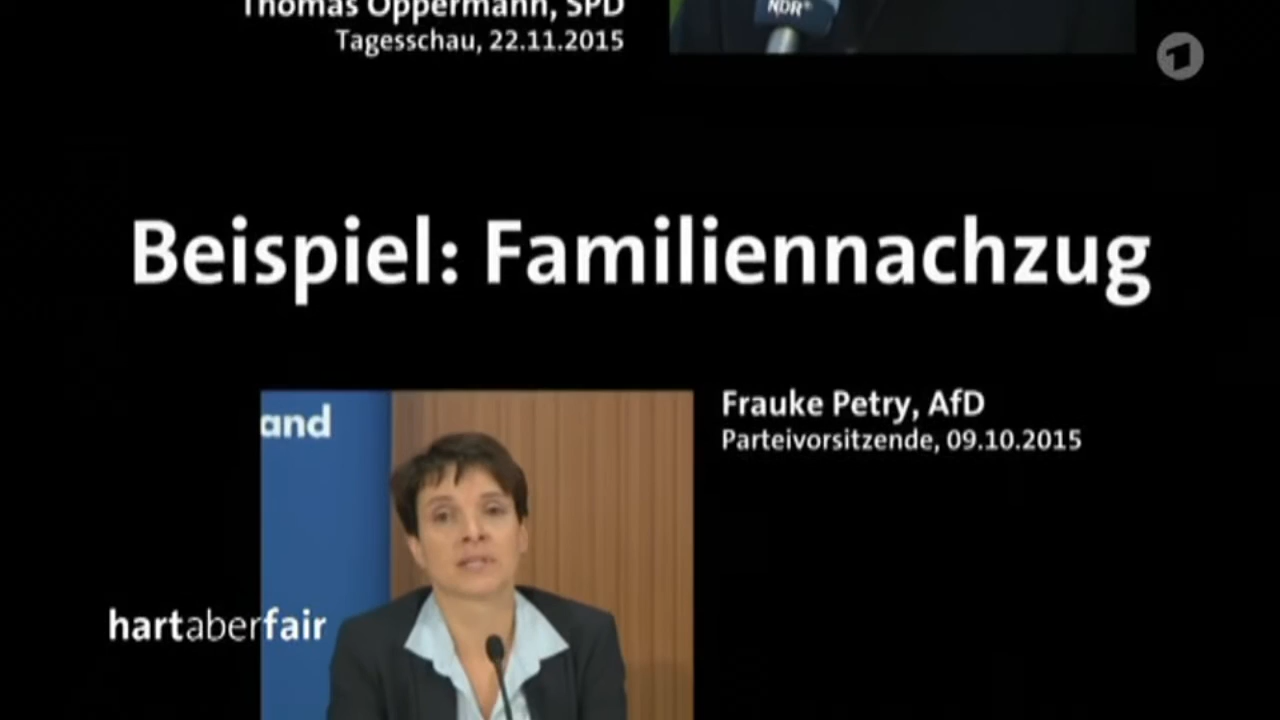 Thomas Oppermann, SPD
Tagesschau, 22.11.2015
NDR
1
Beispiel: Familiennachzug
and
Frauke Petry, AfD
Parteivorsitzende, 09.10.2015
hartaberfair